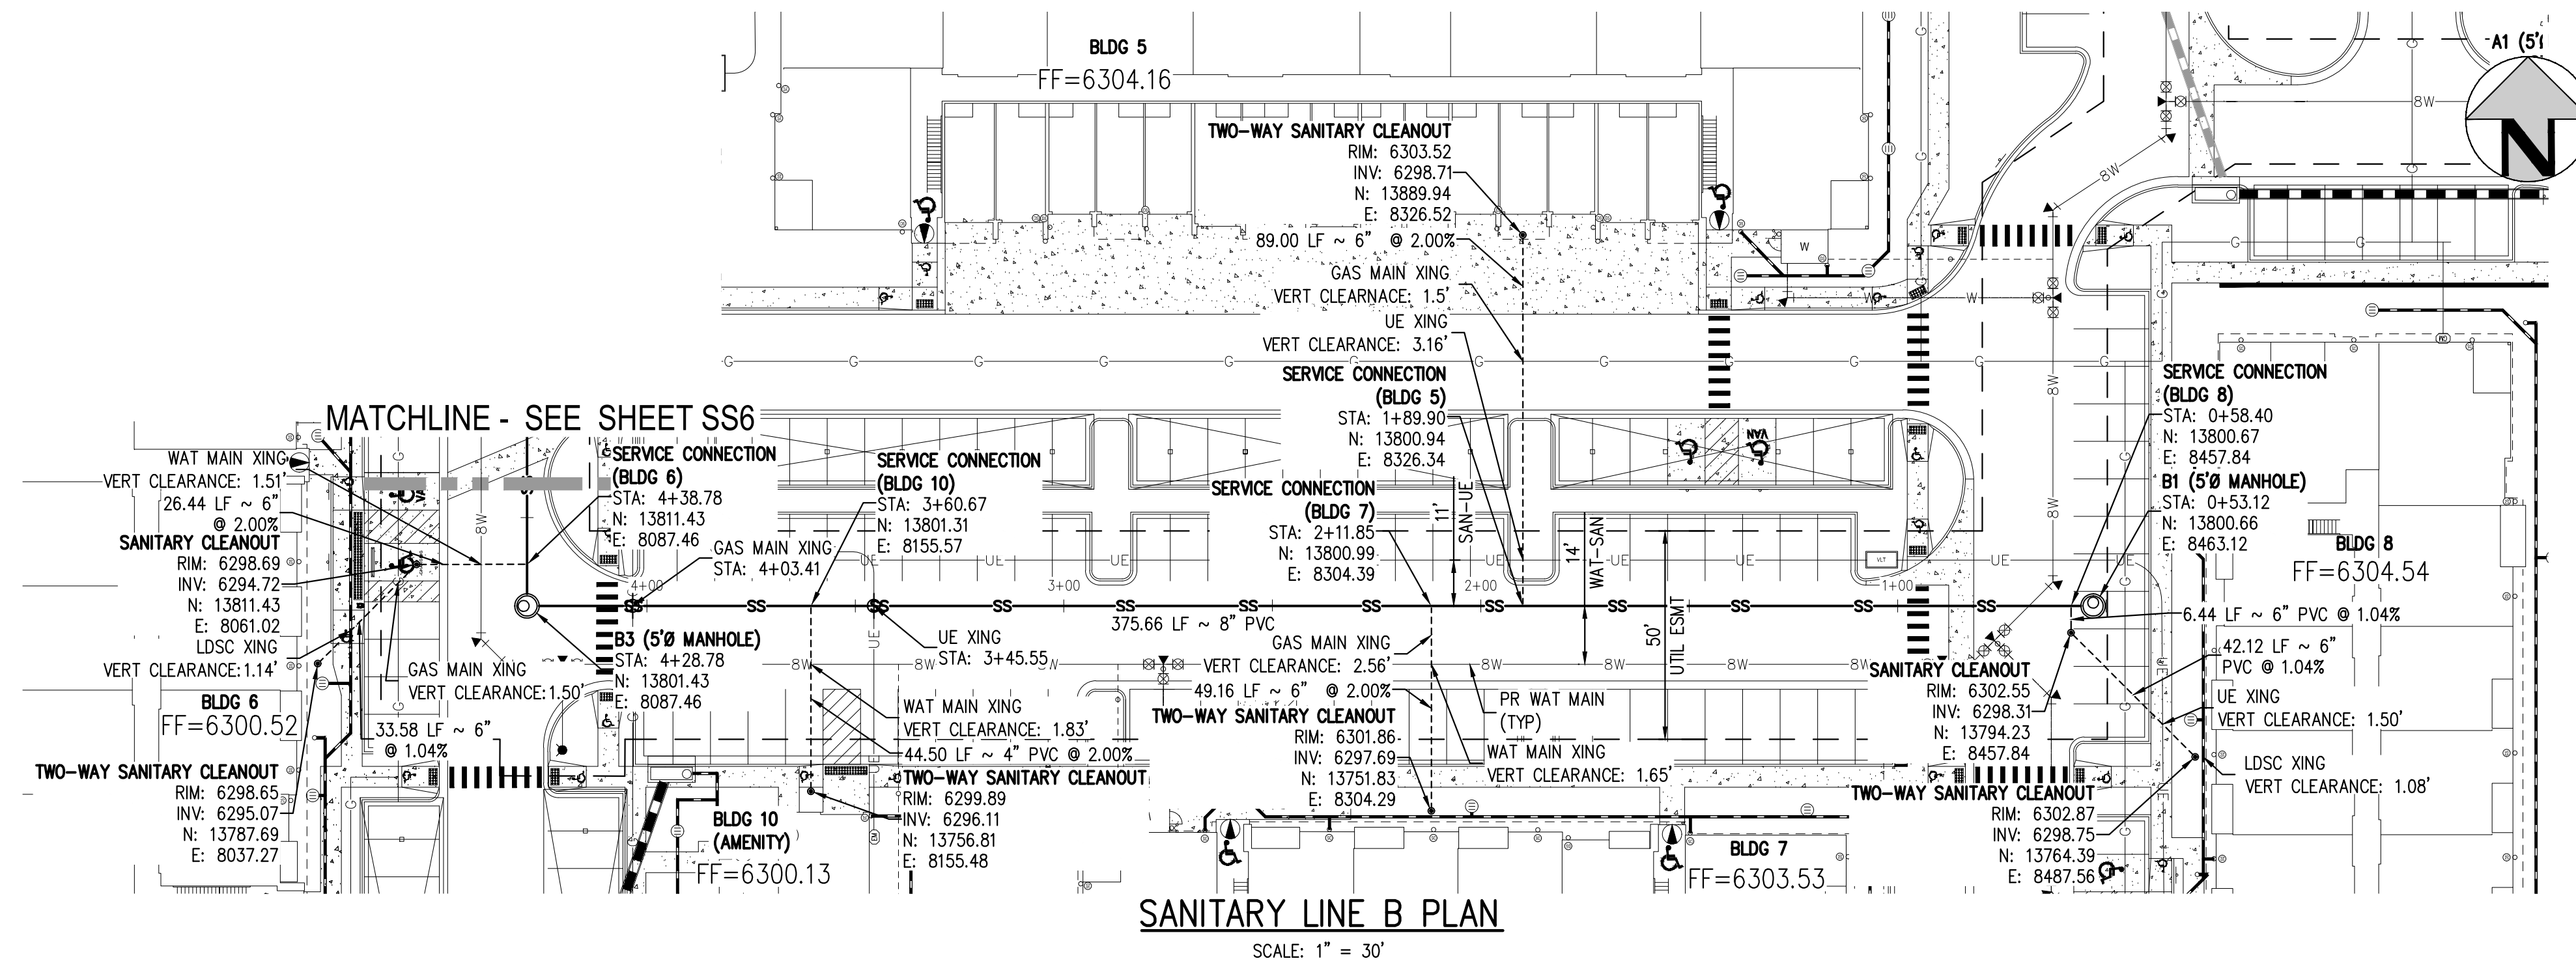 BLDG 5
FF=6304.16
A1 (5'
8W
N
TWO-WAY SANITARY CLEANOUT
RIM: 6303.52
INV: 6298.71
N: 13889.94
E: 8326.52
89.00 LF ~ 6" @ 2.00%
GAS MAIN XING
VERT CLEARNACE: 1.5'
UE XING
VERT CLEARANCE: 3.16'
SERVICE CONNECTION
(BLDG 5)
STA: 1+89.90
N: 13800.94
E: 8326.34
SERVICE CONNECTION
(BLDG 7)
STA: 2+11.85
N: 13800.99
E: 8304.39
11'
SAN-UE
14'
WAT-SAN
50'
UTIL ESMT
VAN
VLT
SERVICE CONNECTION
(BLDG 8)
STA: 0+58.40
N: 13800.67
E: 8457.84
B1 (5'Ø MANHOLE)
STA: 0+53.12
N: 13800.66
E: 8463.12
BLDG 8
FF=6304.54
6.44 LF ~ 6" PVC @ 1.04%
42.12 LF ~ 6"
PVC @ 1.04%
UE XING
VERT CLEARANCE: 1.50'
LDSC XING
VERT CLEARANCE: 1.08'
MATCHLINE - SEE SHEET SS6
WAT MAIN XING
VERT CLEARANCE: 1.51'
26.44 LF ~ 6"
@ 2.00%
SANITARY CLEANOUT
RIM: 6298.69
INV: 6294.72
N: 13811.43
E: 8061.02
LDSC XING
VERT CLEARANCE:1.14'
BLDG 6
FF=6300.52
TWO-WAY SANITARY CLEANOUT
RIM: 6298.65
INV: 6295.07
N: 13787.69
E: 8037.27
SERVICE CONNECTION
(BLDG 6)
STA: 4+38.78
N: 13811.43
E: 8087.46
GAS MAIN XING
STA: 4+03.41
SERVICE CONNECTION
(BLDG 10)
STA: 3+60.67
N: 13801.31
E: 8155.57
4+00
3+00
2+00
1+00
SS SS SS SS SS SS SS SS SS SS SS SS
375.66 LF ~ 8" PVC
B3 (5'Ø MANHOLE)
STA: 4+28.78
N: 13801.43
E: 8087.46
GAS MAIN XING
VERT CLEARANCE:1.50'
33.58 LF ~ 6"
@ 1.04%
UE XING
STA: 3+45.55
WAT MAIN XING
VERT CLEARANCE: 1.83'
44.50 LF ~ 4" PVC @ 2.00%
TWO-WAY SANITARY CLEANOUT
RIM: 6299.89
INV: 6296.11
N: 13756.81
E: 8155.48
BLDG 10
(AMENITY)
FF=6300.13
GAS MAIN XING
VERT CLEARANCE: 2.56'
49.16 LF ~ 6" @ 2.00%
TWO-WAY SANITARY CLEANOUT
RIM: 6301.86
INV: 6297.69
N: 13751.83
E: 8304.29
PR WAT MAIN
(TYP)
WAT MAIN XING
VERT CLEARANCE: 1.65'
BLDG 7
FF=6303.53
SANITARY CLEANOUT
RIM: 6302.55
INV: 6298.31
N: 13794.23
E: 8457.84
TWO-WAY SANITARY CLEANOUT
RIM: 6302.87
INV: 6298.75
N: 13764.39
E: 8487.56
SANITARY LINE B PLAN
SCALE: 1" = 30'